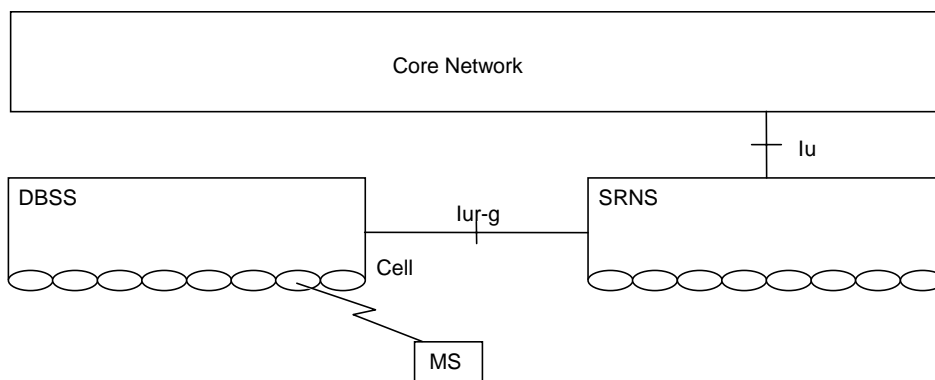 Core Network
Iu
DBSS
SRNS
Iur-g
Cell
MS